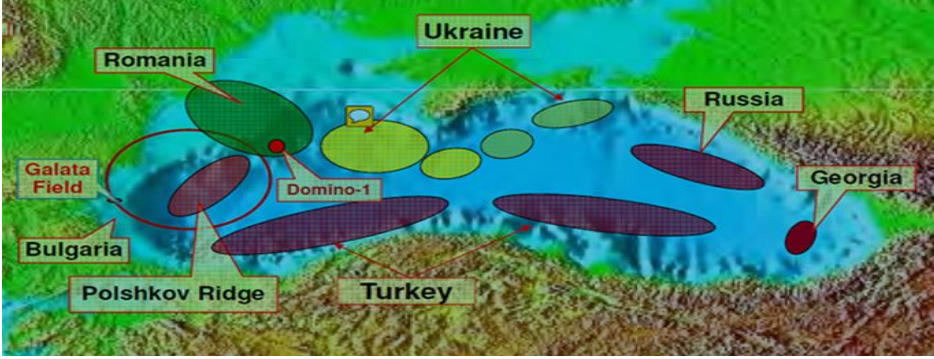 Ukraine
Romania
Russia
Galata
Field
Domino-1
Georgia
Bulgaria
Polshkov Ridge
Turkey